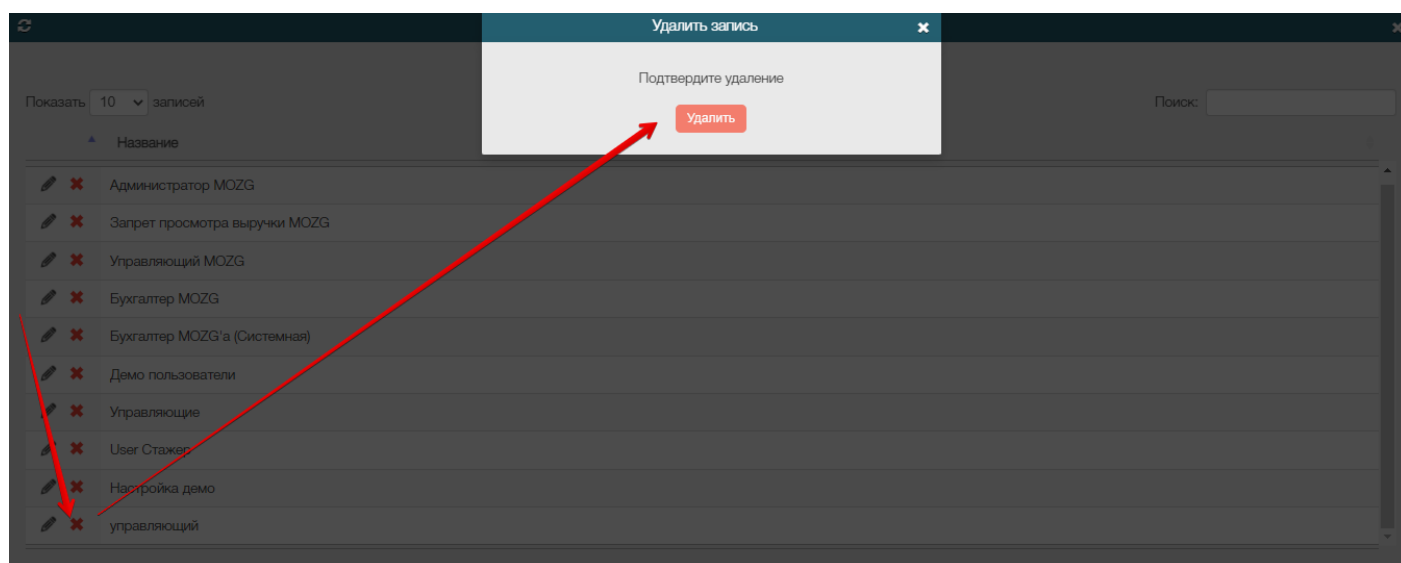 Удалить запись
Подтвердите удаление
Показать 10 записей
Поиск:
Удалить
Название
Администратор MOZG
Запрет просмотра выручки MOZG
Управляющий MOZG
Бухгалтер MOZG
Бухгалтер MOZG'а (Системная)
Демо пользователи
Управляющие
User Стажер
Настройка демо
управляющий